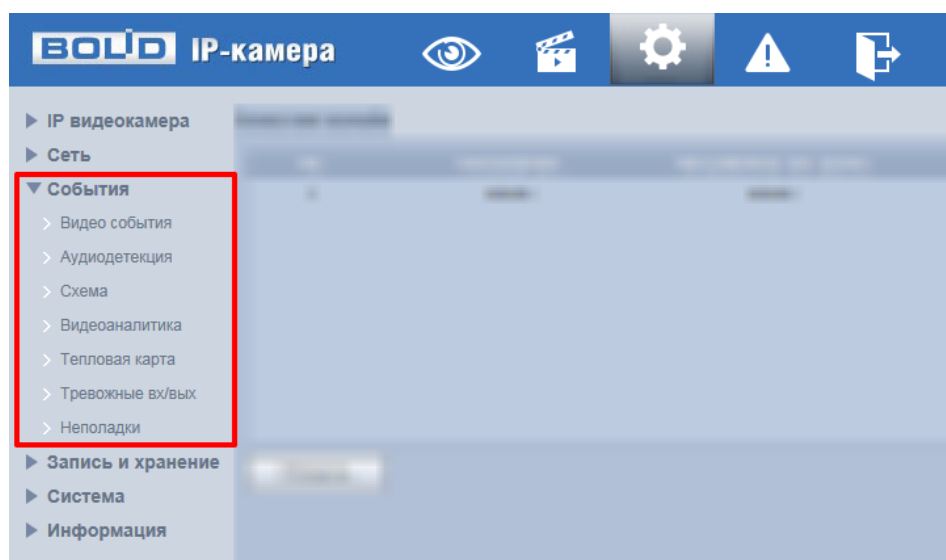 BOLID IP-камера
IP видеокамера
Сеть
События
Видео события
Аудиодетекция
Схема
Видеоаналитика
Тепловая карта
Тревожные вх/вых
Неполадки
Запись и хранение
Система
Информация